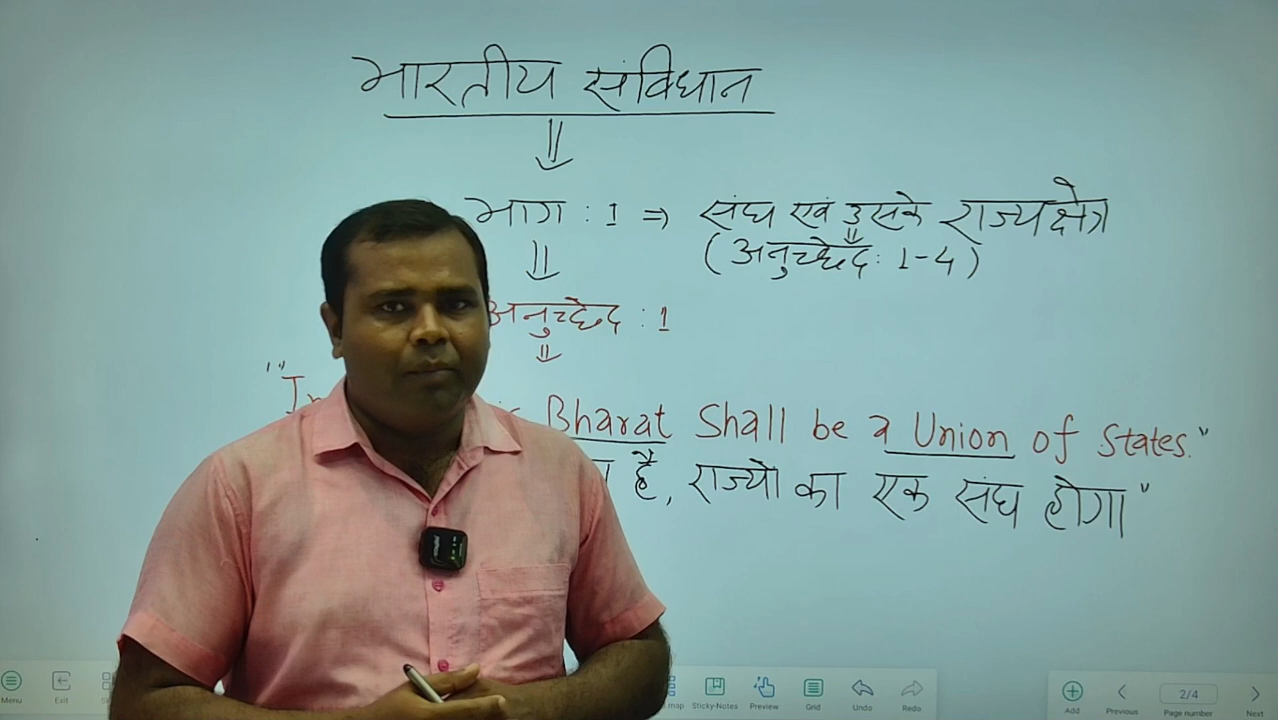 भारतीय संविधान
भाग : 1 ⇒ संघ एवं उसके राज्यक्षेत्र
(अनुच्छेद : 1-4)
अनुच्छेद : 1
Bharat Shall be a Union of States."
है, राज्यो का एक संघ होगा"
Menu Exit Sticky-Notes Preview Grid Undo Redo Add Previous 2/4 Page number Next